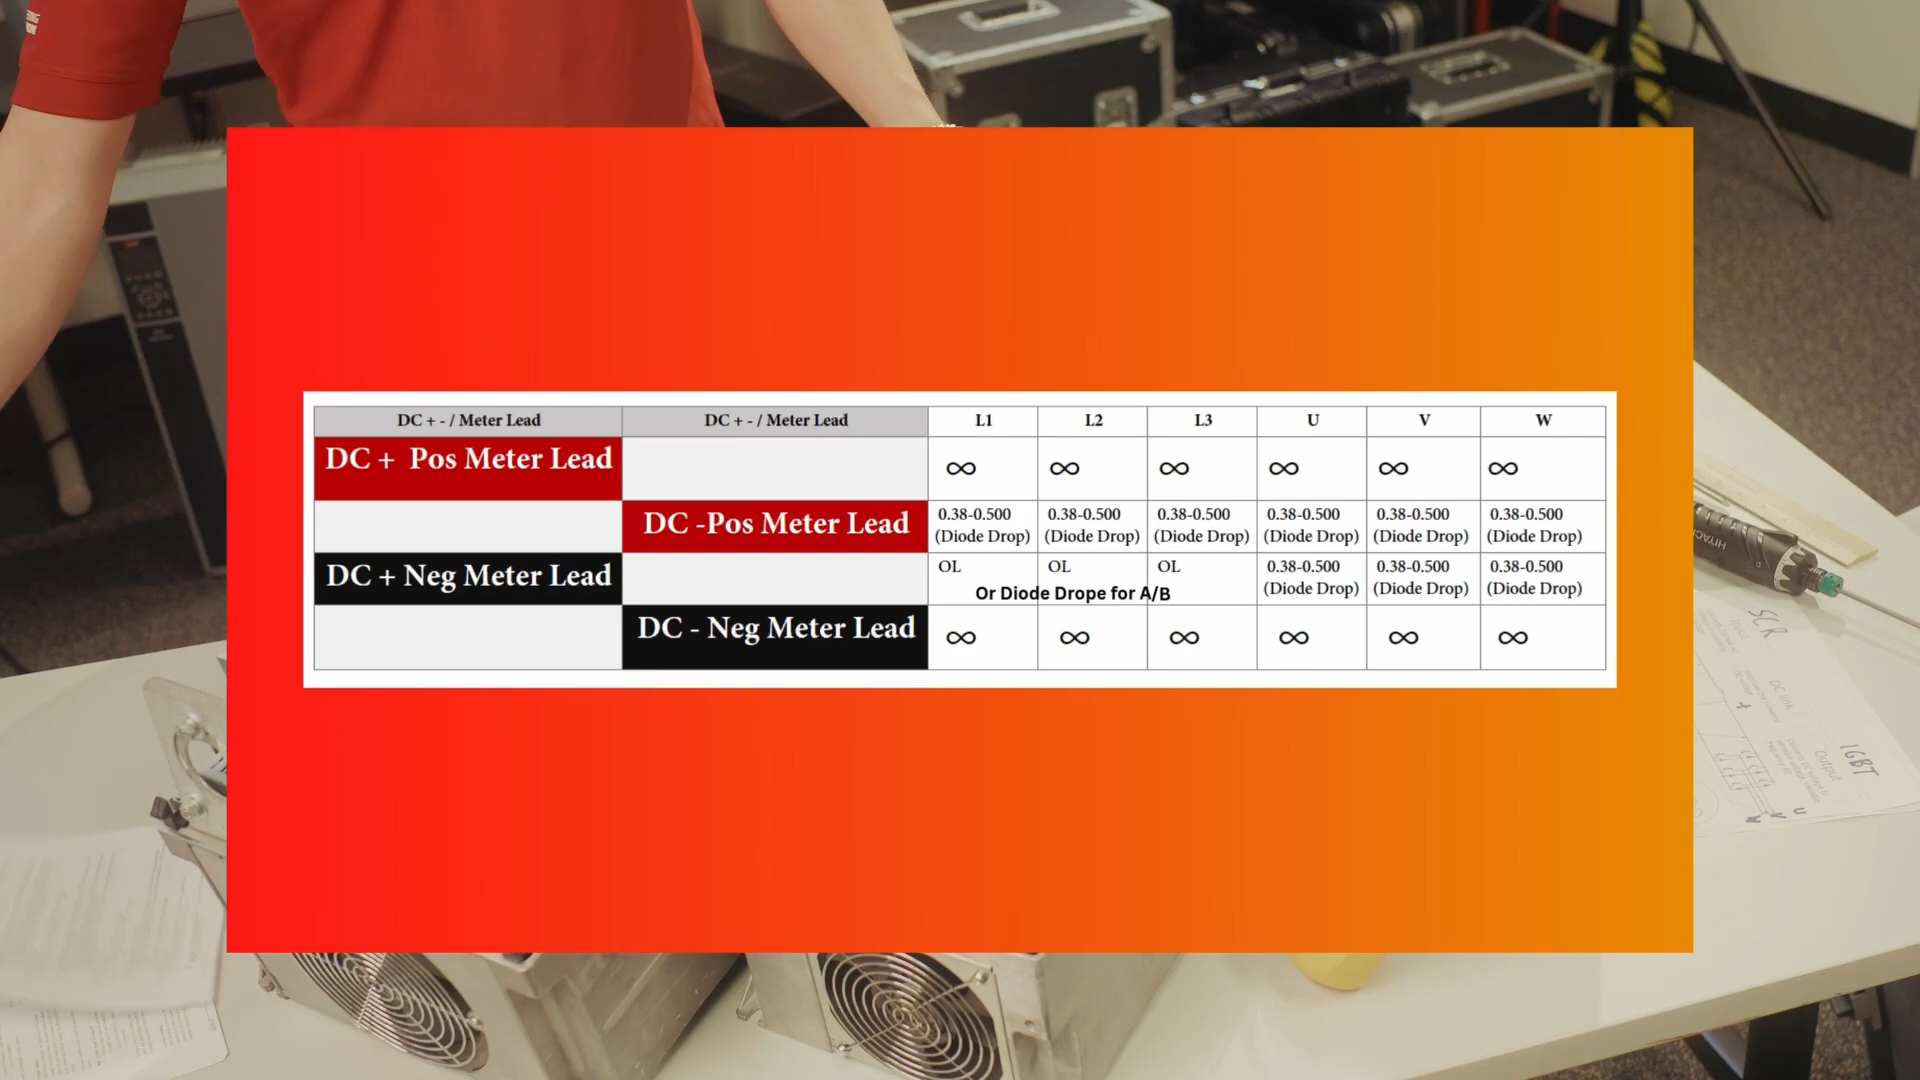 DC + - / Meter Lead DC + - / Meter Lead L1 L2 L3 U V W
DC + Pos Meter Lead ∞ ∞ ∞ ∞ ∞ ∞
DC -Pos Meter Lead 0.38-0.500 0.38-0.500 0.38-0.500 0.38-0.500 0.38-0.500 0.38-0.500
(Diode Drop) (Diode Drop) (Diode Drop) (Diode Drop) (Diode Drop) (Diode Drop)
DC + Neg Meter Lead OL OL OL 0.38-0.500 0.38-0.500 0.38-0.500
Or Diode Drope for A/B (Diode Drop) (Diode Drop) (Diode Drop)
DC - Neg Meter Lead ∞ ∞ ∞ ∞ ∞ ∞
HITACHI
SCR
DC link
IGBT
Output